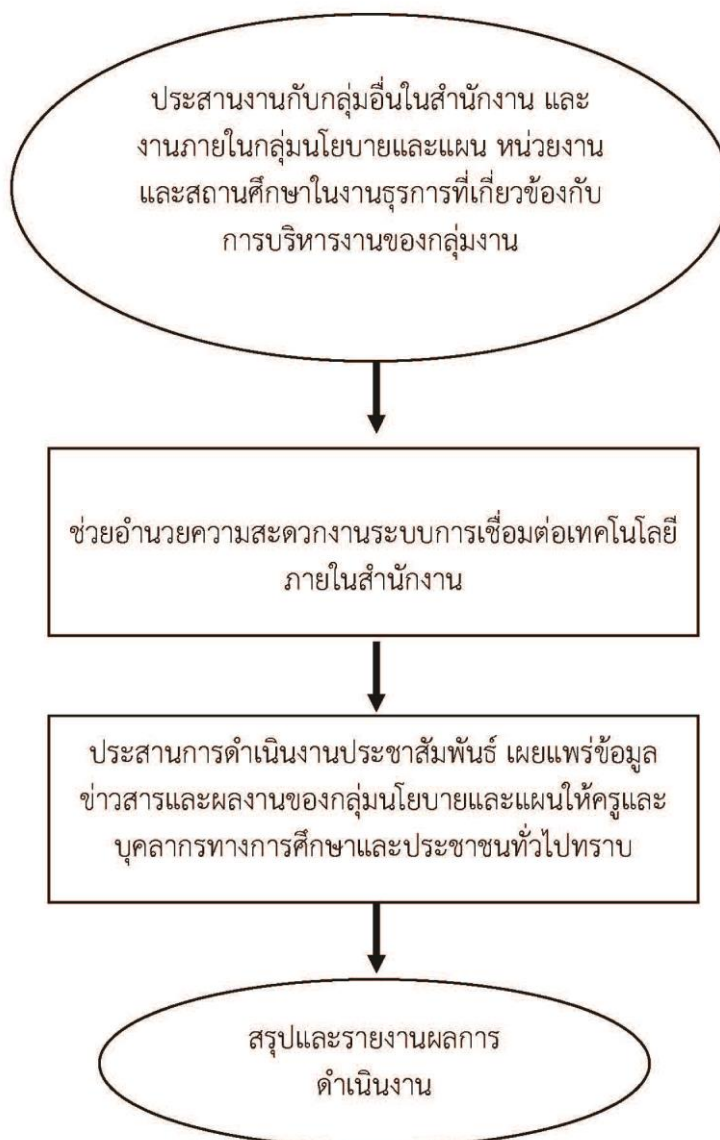 ประสานงานกับกลุ่มอื่นในสำนักงาน และ
งานภายในกลุ่มนโยบายและแผน หน่วยงาน
และสถานศึกษาในงานธุรการที่เกี่ยวข้องกับ
การบริหารงานของกลุ่มงาน
ช่วยอำนวยความสะดวกงานระบบการเชื่อมต่อเทคโนโลยี
ภายในสำนักงาน
ประสานการดำเนินงานประชาสัมพันธ์ เผยแพร่ข้อมูล
ข่าวสารและผลงานของกลุ่มนโยบายและแผนให้ครูและ
บุคลากรทางการศึกษาและประชาชนทั่วไปทราบ
สรุปและรายงานผลการ
ดำเนินงาน